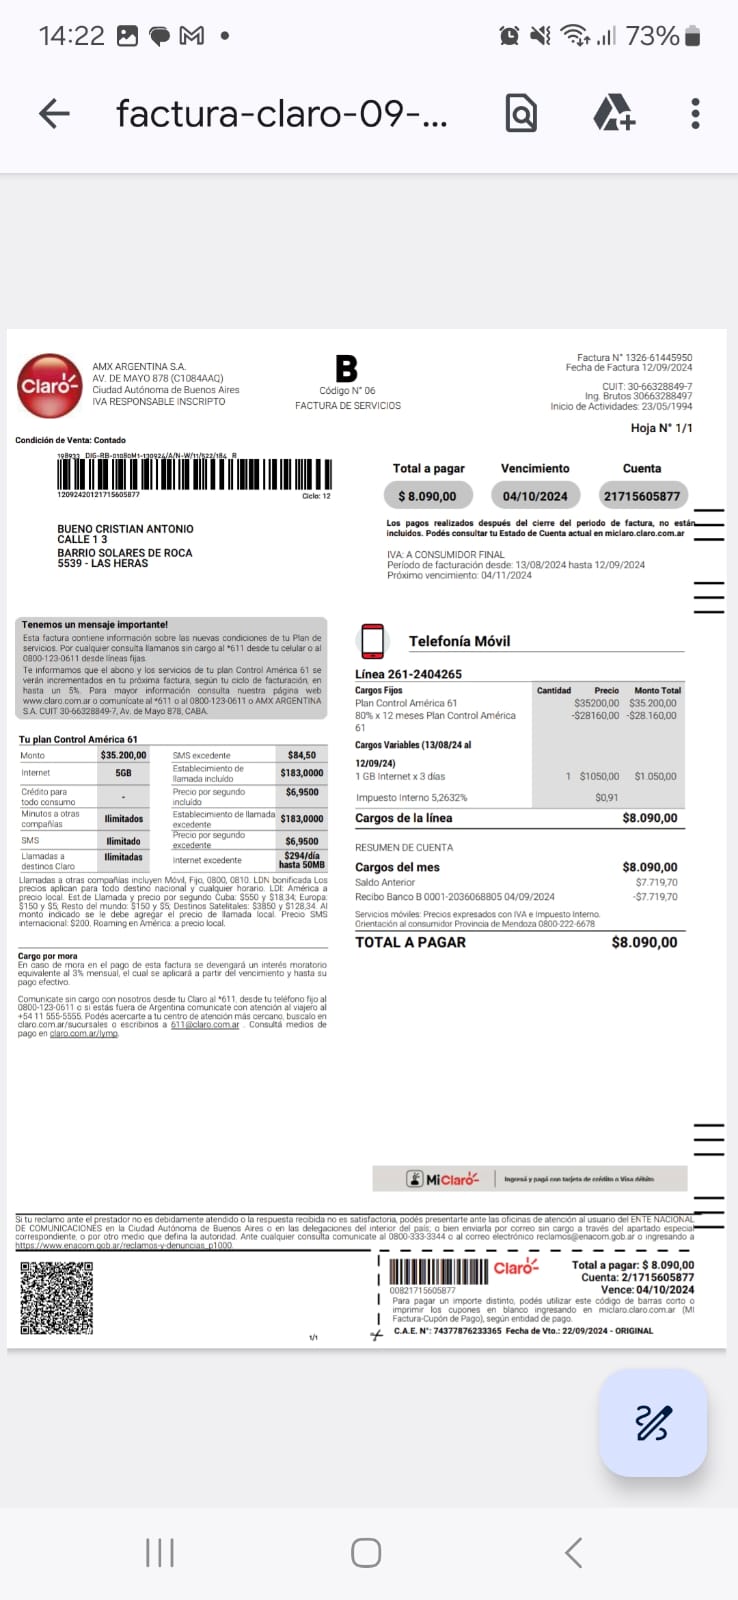 14:22
73%
factura-claro-09-...
Claro
AMX ARGENTINA S.A.
AV. DE MAYO 878 (C1084AAQ)
Ciudad Autónoma de Buenos Aires
IVA RESPONSABLE INSCRIPTO
B
Código N° 06
FACTURA DE SERVICIOS
Factura N° 1326-61445950
Fecha de Factura 12/09/2024
CUIT: 30-66328849-7
Ing. Brutos 30663288497
Inicio de Actividades: 23/05/1994
Hoja N° 1/1
Condición de Venta: Contado
12092420121715605877
Ciclo: 12
Total a pagar
Vencimiento
Cuenta
$ 8.090,00
04/10/2024
21715605877
BUENO CRISTIAN ANTONIO
CALLE 1 3
BARRIO SOLARES DE ROCA
5539 - LAS HERAS
Los pagos realizados después del cierre del periodo de factura, no están
incluidos. Podés consultar tu Estado de Cuenta actual en miclaro.claro.com.ar
IVA: A CONSUMIDOR FINAL
Período de facturación desde: 13/08/2024 hasta 12/09/2024
Próximo vencimiento: 04/11/2024
Tenemos un mensaje importante!
Esta factura contiene información sobre las nuevas condiciones de tu Plan de
servicios. Por cualquier consulta llamanos sin cargo al *611 desde tu celular o al
0800-123-0611 desde líneas fijas.
Te informamos que el abono y los servicios de tu plan Control América 61 se
verán incrementados en tu próxima factura, según tu ciclo de facturación, en
hasta un 5%. Para mayor información consulta nuestra página web
www.claro.com.ar o comunícate al *611 o al 0800-123-0611 o AMX ARGENTINA
S.A. CUIT 30-66328849-7, Av. de Mayo 878, CABA.
Tu plan Control América 61
Monto $35.200,00 SMS excedente $84,50
Internet 5GB Establecimiento de llamada incluido $183,0000
Crédito para todo consumo - Precio por segundo incluido $6,9500
Minutos a otras compañías Ilimitados Establecimiento de llamada excedente $183,0000
SMS Ilimitado Precio por segundo excedente $6,9500
Llamadas a destinos Claro Ilimitadas Internet excedente $294/día hasta 50MB
Llamadas a otras compañías incluyen Móvil, Fijo, 0800, 0810. LDN bonificada Los
precios aplican para todo destino nacional y cualquier horario. LDI: América a
precio local. Est.de Llamada y precio por segundo Cuba: $550 y $18,34; Europa:
$150 y $5; Resto del mundo: $150 y $5; Destinos Satelitales: $3850 y $128,34. Al
monto indicado se le debe agregar el precio de llamada local. Precio SMS
internacional: $200. Roaming en América: a precio local.
Cargo por mora
En caso de mora en el pago de esta factura se devengará un interés moratorio
equivalente al 3% mensual, el cual se aplicará a partir del vencimiento y hasta su
pago efectivo.
Comunicate sin cargo con nosotros desde tu Claro al *611, desde tu teléfono fijo al
0800-123-0611 o si estás fuera de Argentina comunicate con atención al viajero al
+54 11 555-5555. Podés acercarte a tu centro de atención más cercano, buscalo en
claro.com.ar/sucursales o escribinos a 611@claro.com.ar . Consultá medios de
pago en claro.com.ar/lymp.
Telefonía Móvil
Línea 261-2404265
Cargos Fijos Cantidad Precio Monto Total
Plan Control América 61 $35200,00 $35.200,00
80% x 12 meses Plan Control América -$28160,00 -$28.160,00
61
Cargos Variables (13/08/24 al
12/09/24)
1 GB Internet x 3 días 1 $1050,00 $1.050,00
Impuesto Interno 5,2632% $0,91
Cargos de la línea $8.090,00
RESUMEN DE CUENTA
Cargos del mes $8.090,00
Saldo Anterior $7.719,70
Recibo Banco B 0001-2036068805 04/09/2024 -$7.719,70
Servicios móviles: Precios expresados con IVA e Impuesto Interno.
Orientación al consumidor Provincia de Mendoza 0800-222-6678
TOTAL A PAGAR $8.090,00
MiClaro
Ingresá y pagá con tarjeta de crédito o Visa débito
Si tu reclamo ante el prestador no es debidamente atendido o la respuesta recibida no es satisfactoria, podés presentarte ante las oficinas de atención al usuario del ENTE NACIONAL
DE COMUNICACIONES en la Ciudad Autónoma de Buenos Aires o en las delegaciones del interior del país; o bien enviarla por correo sin cargo a través del apartado especial
correspondiente, o por otro medio que defina la autoridad. Ante cualquier consulta comunicate al 0800-333-3344 o al correo electrónico reclamos@enacom.gob.ar o ingresando a
https://www.enacom.gob.ar/reclamos-y-denuncias_p1000.
Claro
00821715605877
Total a pagar: $ 8.090,00
Cuenta: 2/1715605877
Vence: 04/10/2024
Para pagar un importe distinto, podés utilizar este código de barras corto o
imprimir los cupones en blanco ingresando en miclaro.claro.com.ar (MI
Factura-Cupón de Pago), según entidad de pago.
C.A.E. N°: 74377876233365 Fecha de Vto.: 22/09/2024 - ORIGINAL
1/1